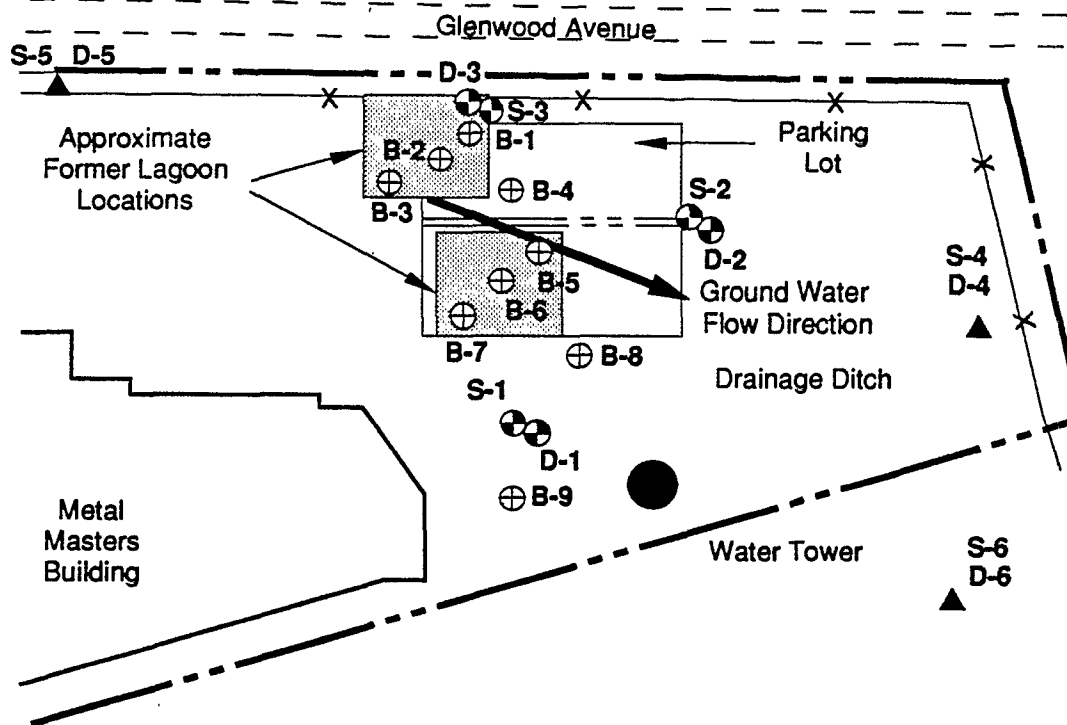 Glenwood Avenue
S-5 D-5
D-3
S-3
B-1
Parking
Lot
Approximate
Former Lagoon
Locations
B-2
B-4
B-3
S-2
D-2
B-5
B-6
B-7
B-8
Ground Water
Flow Direction
S-4
D-4
Drainage Ditch
S-1
D-1
B-9
Metal
Masters
Building
Water Tower
S-6
D-6